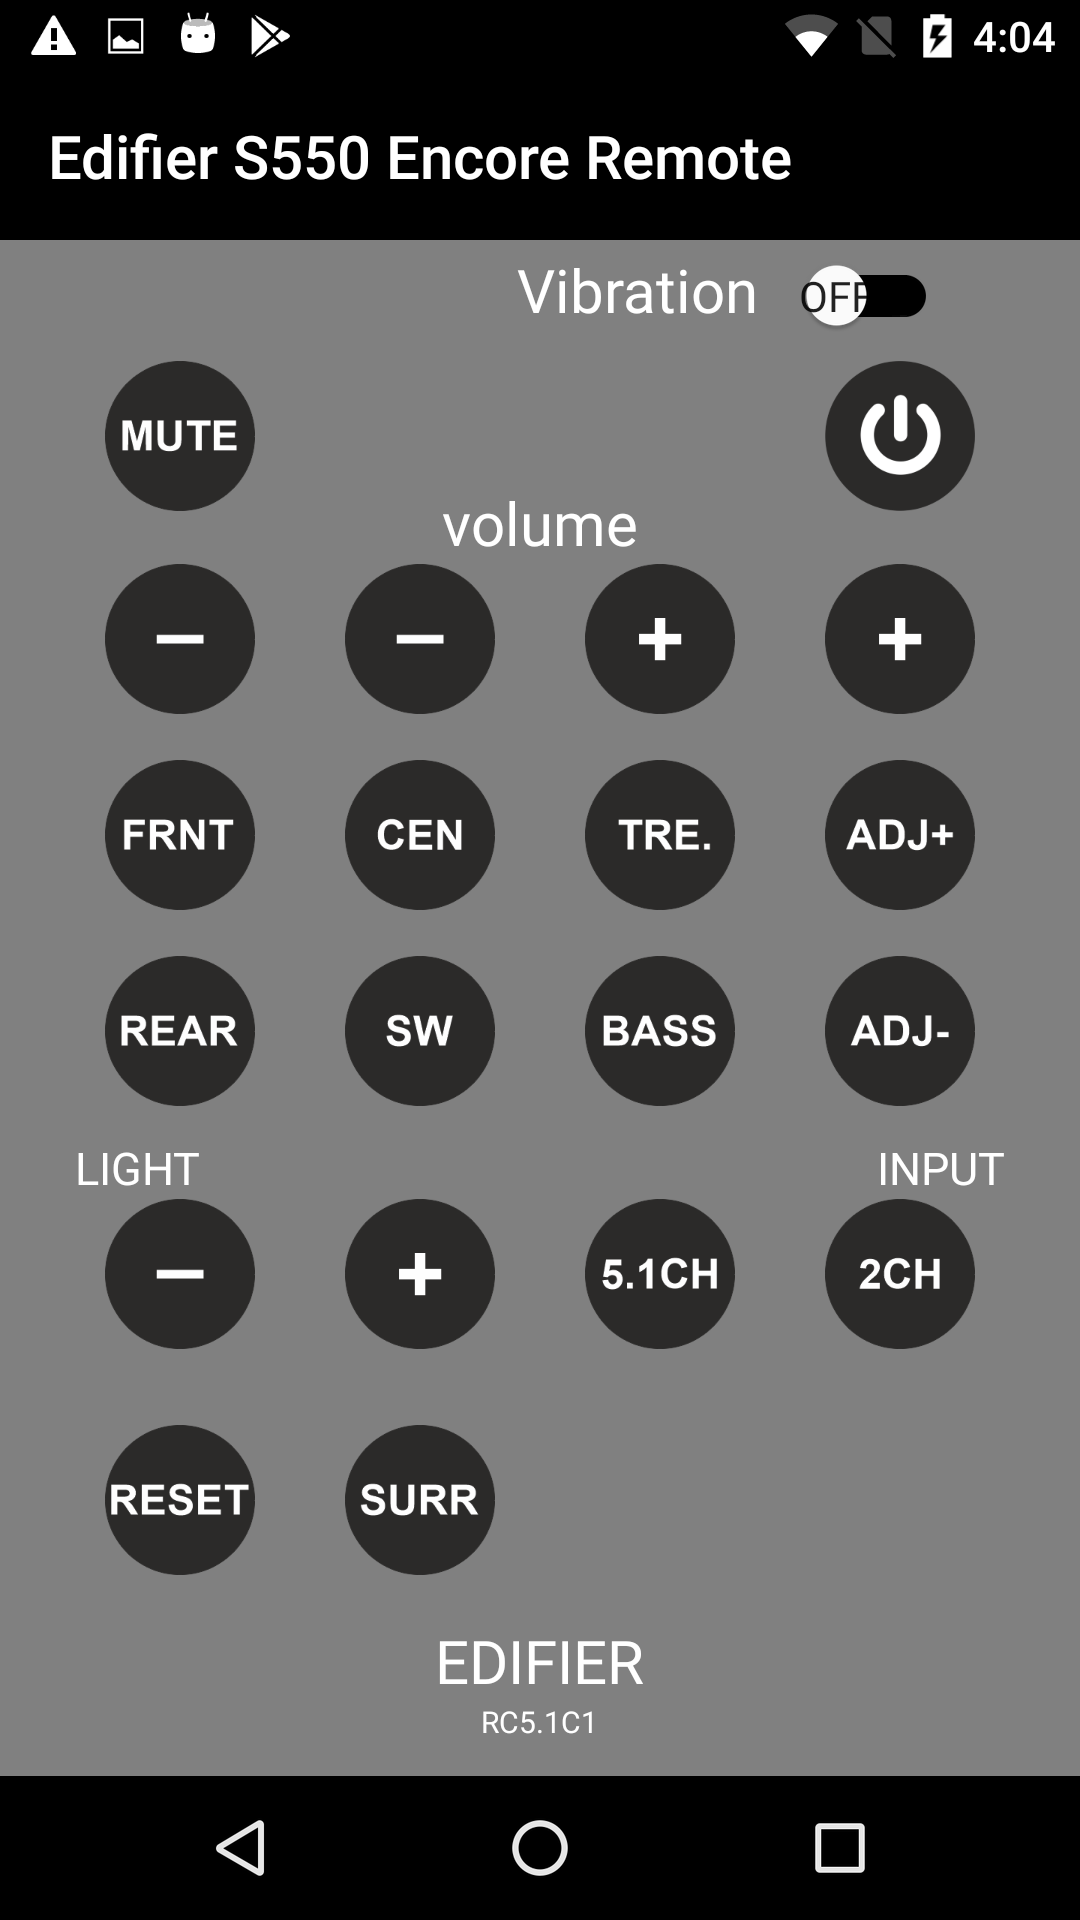 4:04
Edifier S550 Encore Remote
Vibration OFF
MUTE
volume
− − + +
FRNT CEN TRE. ADJ+
REAR SW BASS ADJ-
LIGHT INPUT
− + 5.1CH 2CH
RESET SURR
EDIFIER
RC5.1C1